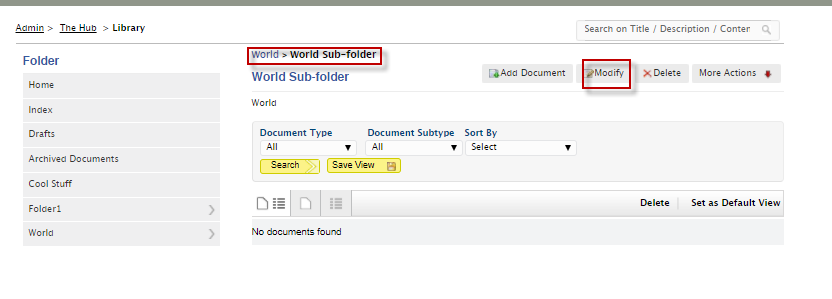 Admin > The Hub > Library
Search on Title / Description / Conten
Folder
Home
Index
Drafts
Archived Documents
Cool Stuff
Folder1
World
World > World Sub-folder
World Sub-folder
Add Document Modify Delete More Actions
World
Document Type Document Subtype Sort By
All All Select
Search Save View
Delete Set as Default View
No documents found